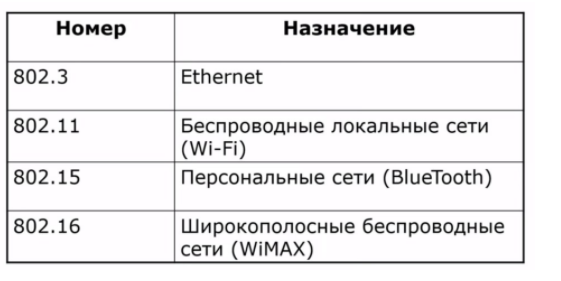 Номер Назначение
802.3 Ethernet
802.11 Беспроводные локальные сети
(Wi-Fi)
802.15 Персональные сети (BlueTooth)
802.16 Широкополосные беспроводные
сети (WiMAX)